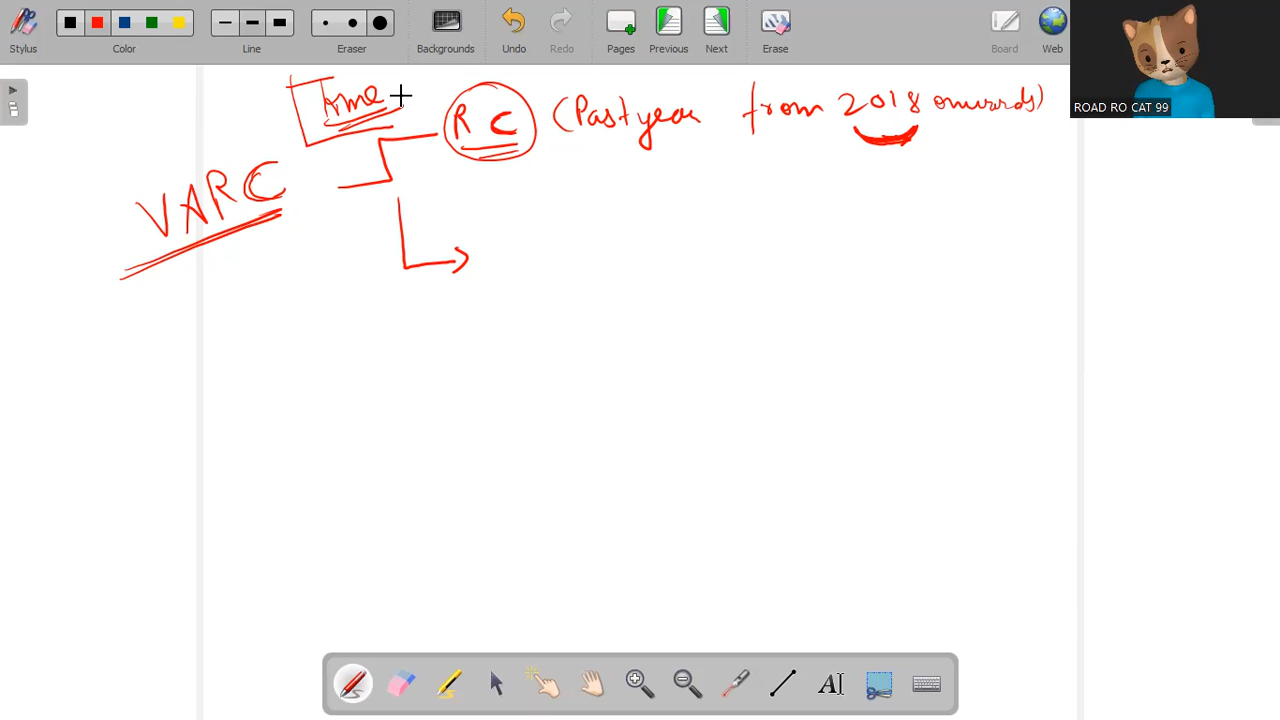 Stylus
Color
Line
Eraser
Backgrounds
Undo
Redo
Pages
Previous
Next
Erase
Board
Web
ROAD RO CAT 99
Time
RC (Past year from 2018 onwards)
VARC
AI